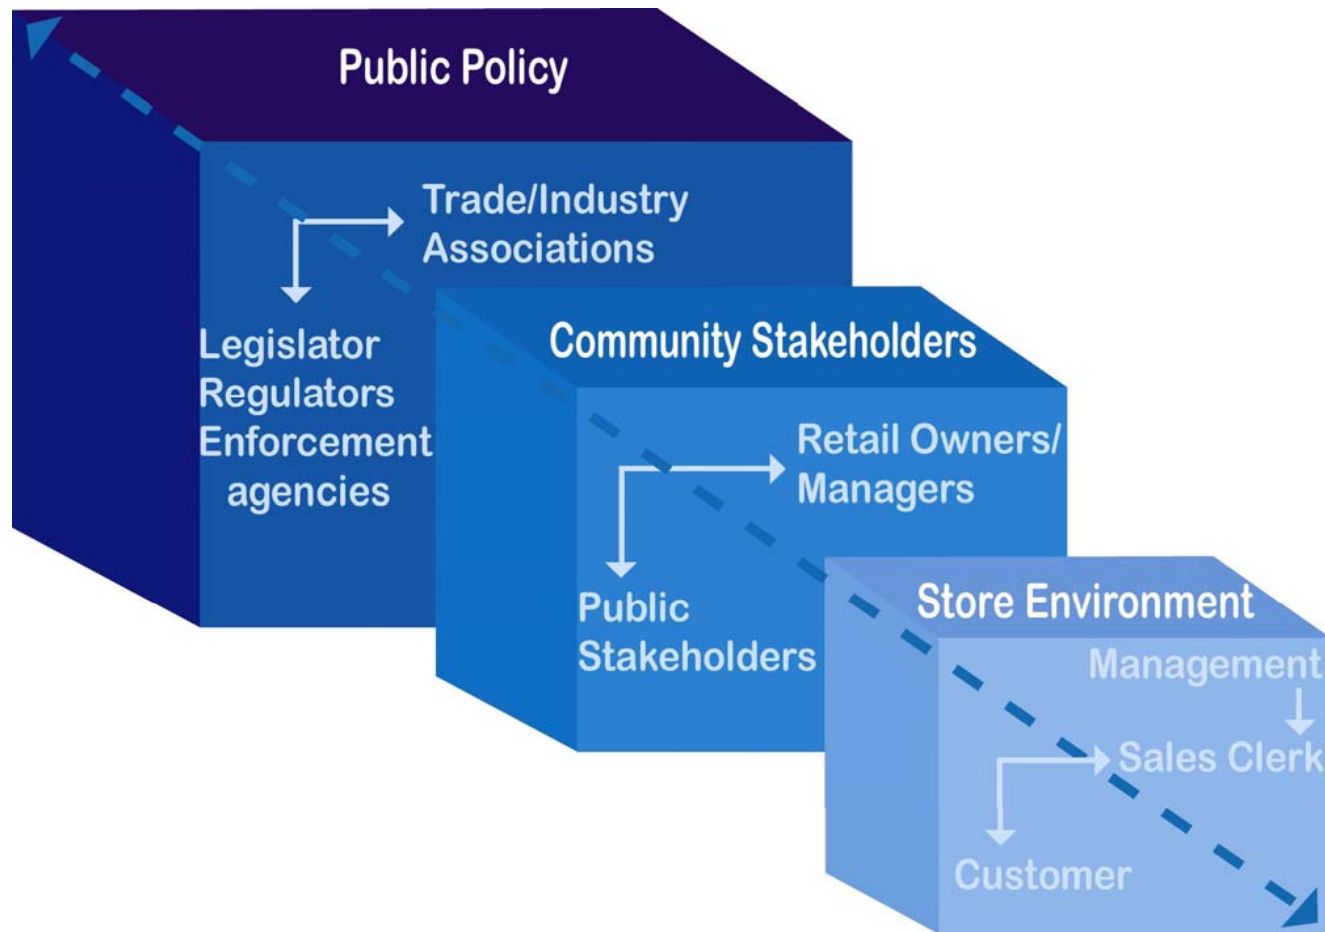 Public Policy
Trade/Industry
Associations
Legislator
Regulators
Enforcement
agencies
Community Stakeholders
Retail Owners/
Managers
Public
Stakeholders
Store Environment
Management
Sales Clerk
Customer